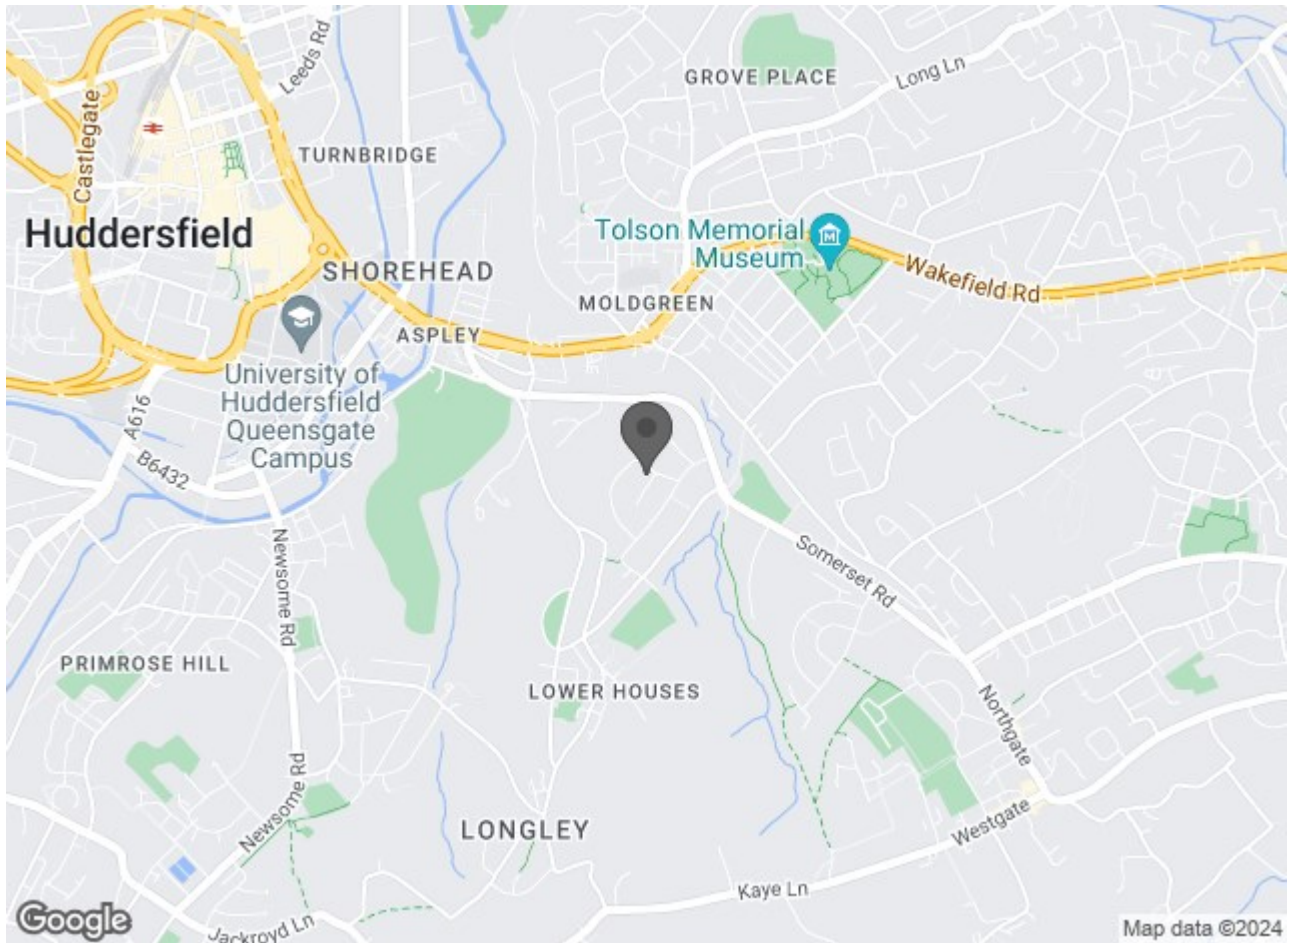 Leeds Rd
GROVE PLACE
Long Ln
Castlegate
TURNBRIDGE
Huddersfield
Tolson Memorial
Museum
SHOREHEAD
Wakefield Rd
MOLDGREEN
ASPLEY
University of
Huddersfield
Queensgate
Campus
A616
B6432
Newsome Rd
Somerset Rd
PRIMROSE HILL
LOWER HOUSES
Northgate
Newsome Rd
LONGLEY
Westgate
Kaye Ln
Jackroyd Ln
Google
Map data ©2024